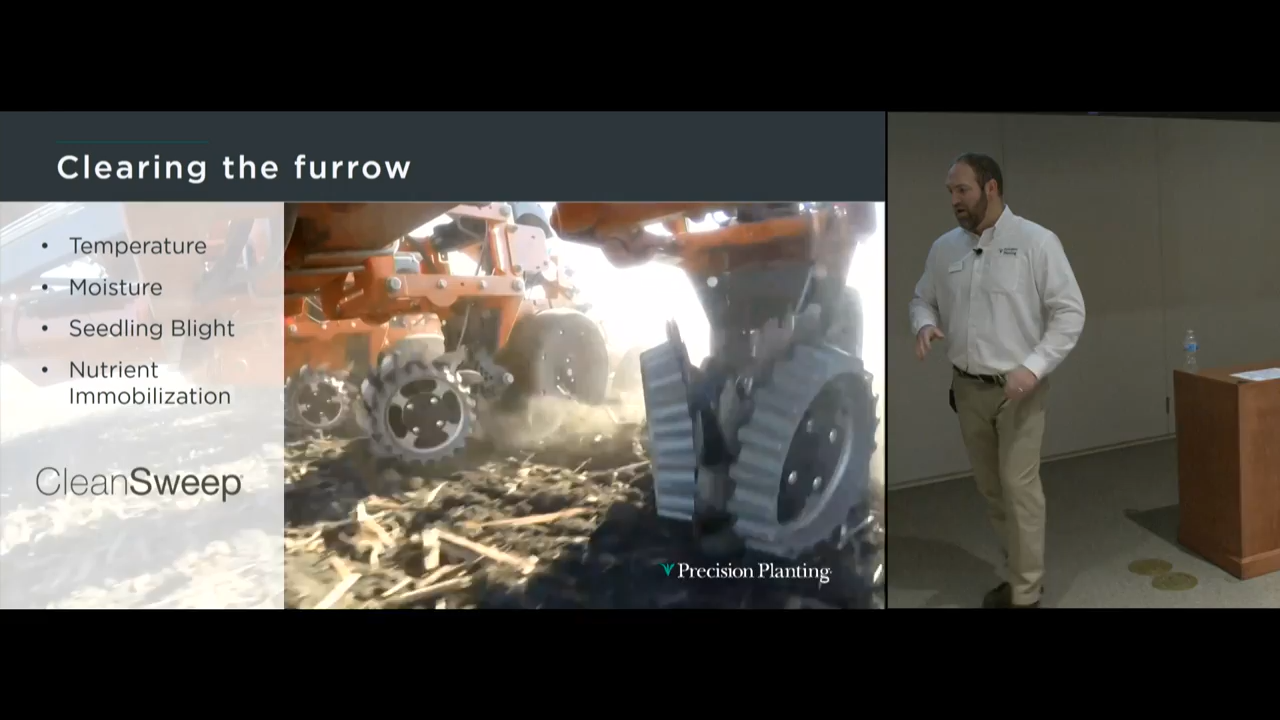 Clearing the furrow
• Temperature
• Moisture
• Seedling Blight
• Nutrient
Immobilization
CleanSweep
Precision Planting